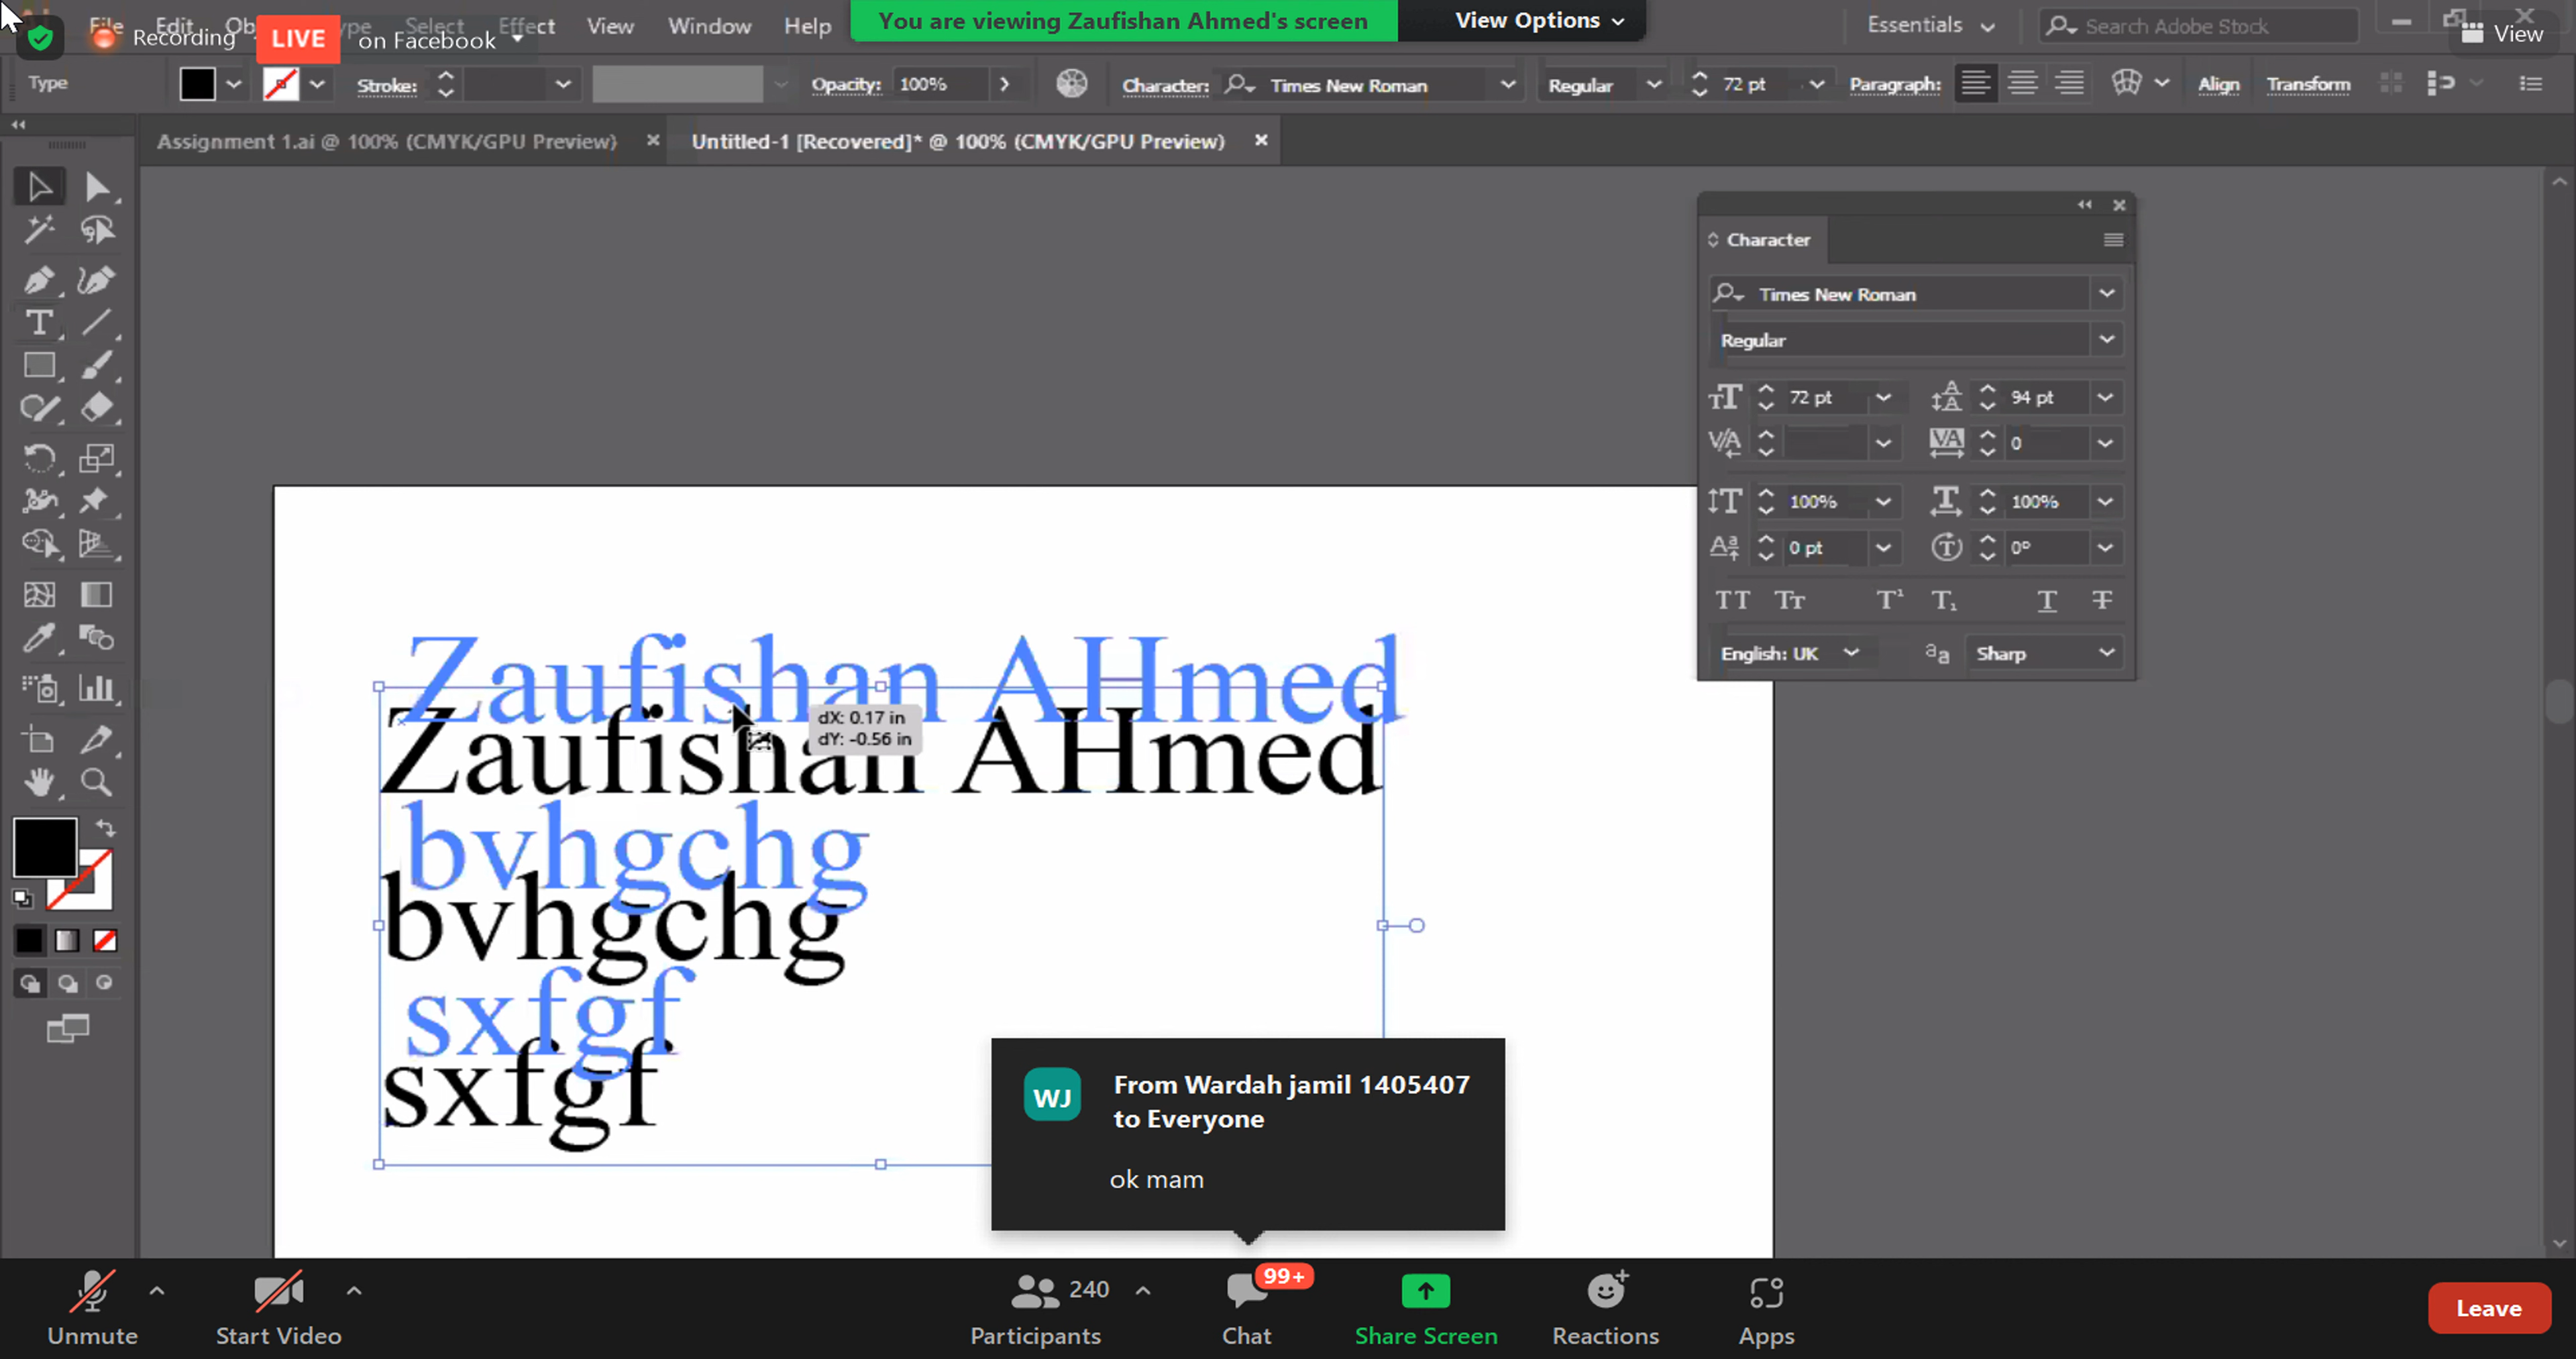 File Edit Ob ype Select Effect View Window Help
Recording LIVE on Facebook
You are viewing Zaufishan Ahmed's screen View Options
Essentials Search Adobe Stock
View
Type Stroke: Opacity: 100% Character: Times New Roman Regular 72 pt Paragraph: Align Transform
Assignment 1.ai @ 100% (CMYK/GPU Preview) Untitled-1 [Recovered]* @ 100% (CMYK/GPU Preview)
Character
Times New Roman
Regular
72 pt 94 pt
0
100% 100%
0 pt 0°
English: UK Sharp
Zaufishan AHmed
dX: 0.17 in
dY: -0.56 in
Zaufishan AHmed
bvhgchg
bvhgchg
sxfgf
sxfgf
WJ
From Wardah jamil 1405407
to Everyone
ok mam
Unmute Start Video Participants 240 Chat 99+ Share Screen Reactions Apps Leave